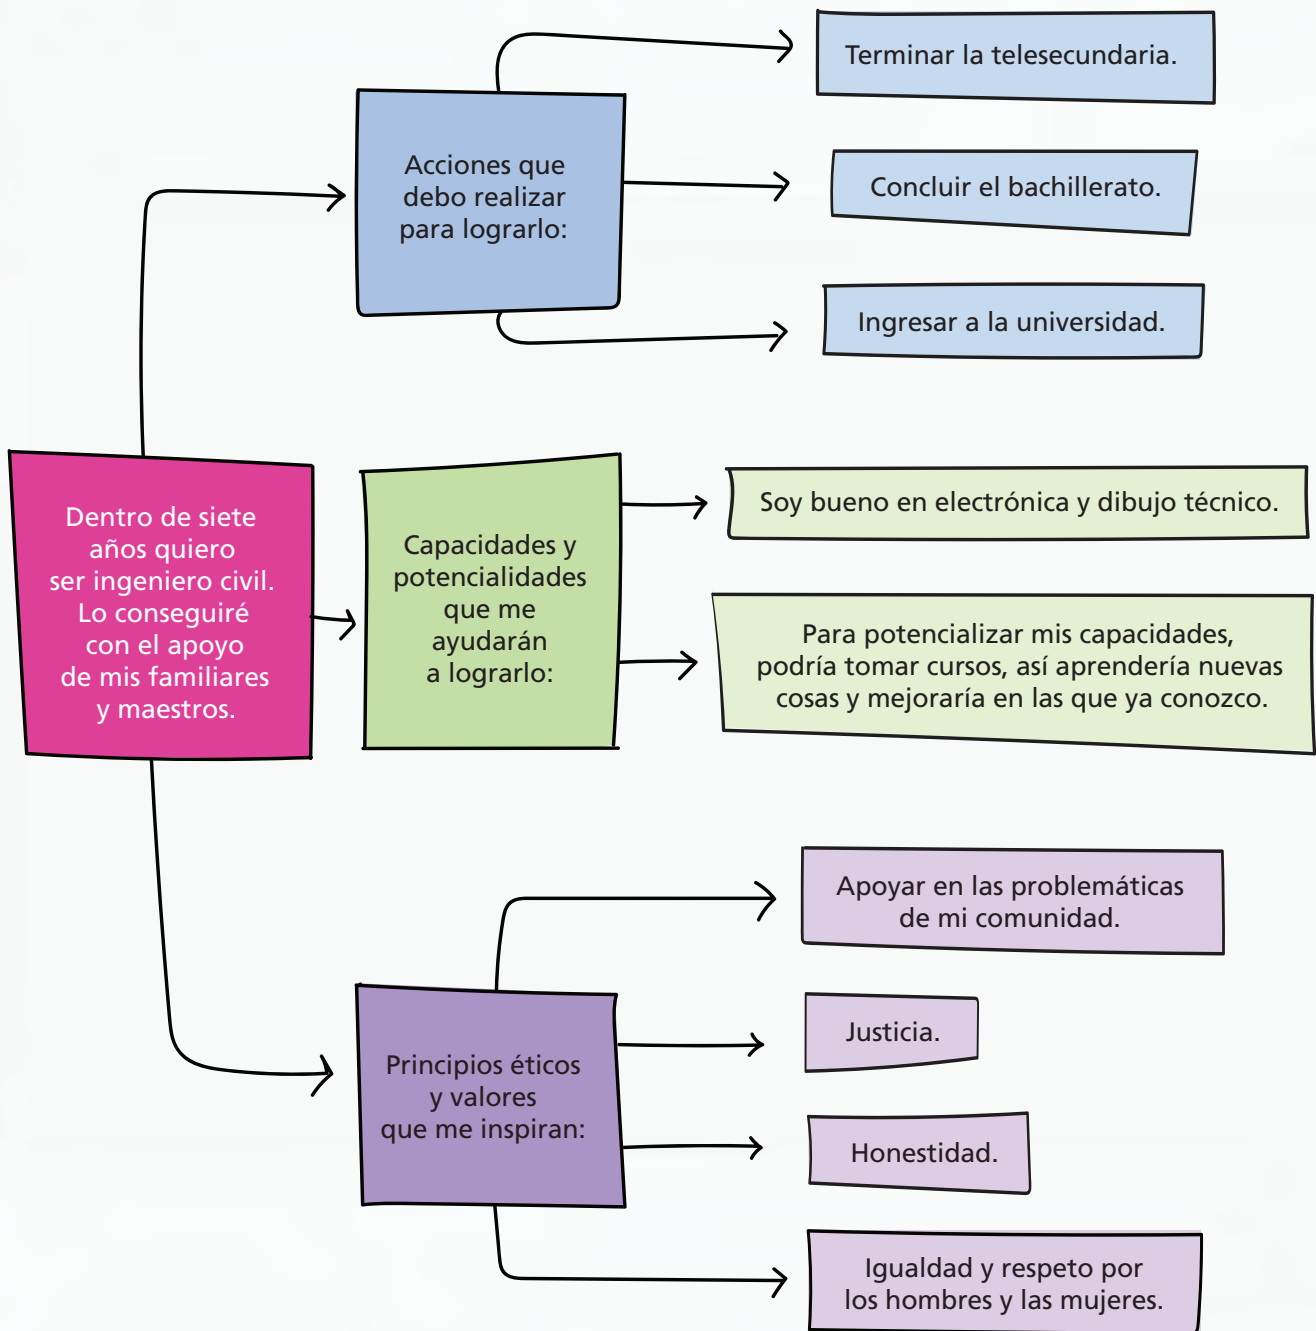 Dentro de siete
años quiero
ser ingeniero civil.
Lo conseguiré
con el apoyo
de mis familiares
y maestros.
Acciones que
debo realizar
para lograrlo:
Terminar la telesecundaria.
Concluir el bachillerato.
Ingresar a la universidad.
Capacidades y
potencialidades
que me
ayudarán
a lograrlo:
Soy bueno en electrónica y dibujo técnico.
Para potencializar mis capacidades,
podría tomar cursos, así aprendería nuevas
cosas y mejoraría en las que ya conozco.
Principios éticos
y valores
que me inspiran:
Apoyar en las problemáticas
de mi comunidad.
Justicia.
Honestidad.
Igualdad y respeto por
los hombres y las mujeres.